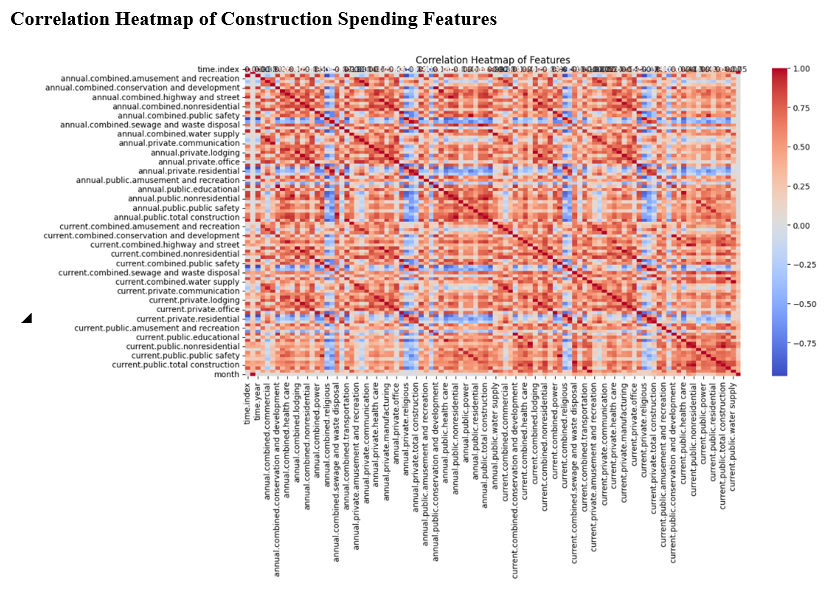 Correlation Heatmap of Construction Spending Features
Correlation Heatmap of Features
time.index
annual.combined.amusement and recreation
annual.combined.conservation and development
annual.combined.highway and street
annual.combined.nonresidential
annual.combined.public safety
annual.combined.sewage and waste disposal
annual.combined.water supply
annual.private.communication
annual.private.lodging
annual.private.office
annual.private.residential
annual.public.amusement and recreation
annual.public.educational
annual.public.nonresidential
annual.public.public safety
annual.public.total construction
current.combined.amusement and recreation
current.combined.conservation and development
current.combined.highway and street
current.combined.nonresidential
current.combined.public safety
current.combined.sewage and waste disposal
current.combined.water supply
current.private.communication
current.private.lodging
current.private.office
current.private.residential
current.public.amusement and recreation
current.public.educational
current.public.nonresidential
current.public.public safety
current.public.total construction
month
time.index
time.year
annual.combined.commercial
annual.combined.conservation and development
annual.combined.health care
annual.combined.lodging
annual.combined.nonresidential
annual.combined.power
annual.combined.religious
annual.combined.sewage and waste disposal
annual.combined.transportation
annual.private.amusement and recreation
annual.private.communication
annual.private.health care
annual.private.manufacturing
annual.private.office
annual.private.religious
annual.private.total construction
annual.public.amusement and recreation
annual.public.conservation and development
annual.public.health care
annual.public.nonresidential
annual.public.power
annual.public.residential
annual.public.total construction
annual.public.water supply
current.combined.commercial
current.combined.conservation and development
current.combined.health care
current.combined.lodging
current.combined.nonresidential
current.combined.power
current.combined.religious
current.combined.sewage and waste disposal
current.combined.transportation
current.private.amusement and recreation
current.private.communication
current.private.health care
current.private.manufacturing
current.private.office
current.private.religious
current.private.total construction
current.public.amusement and recreation
current.public.conservation and development
current.public.health care
current.public.nonresidential
current.public.power
current.public.residential
current.public.total construction
current.public.water supply
1.00
0.75
0.50
0.25
0.00
−0.25
−0.50
−0.75